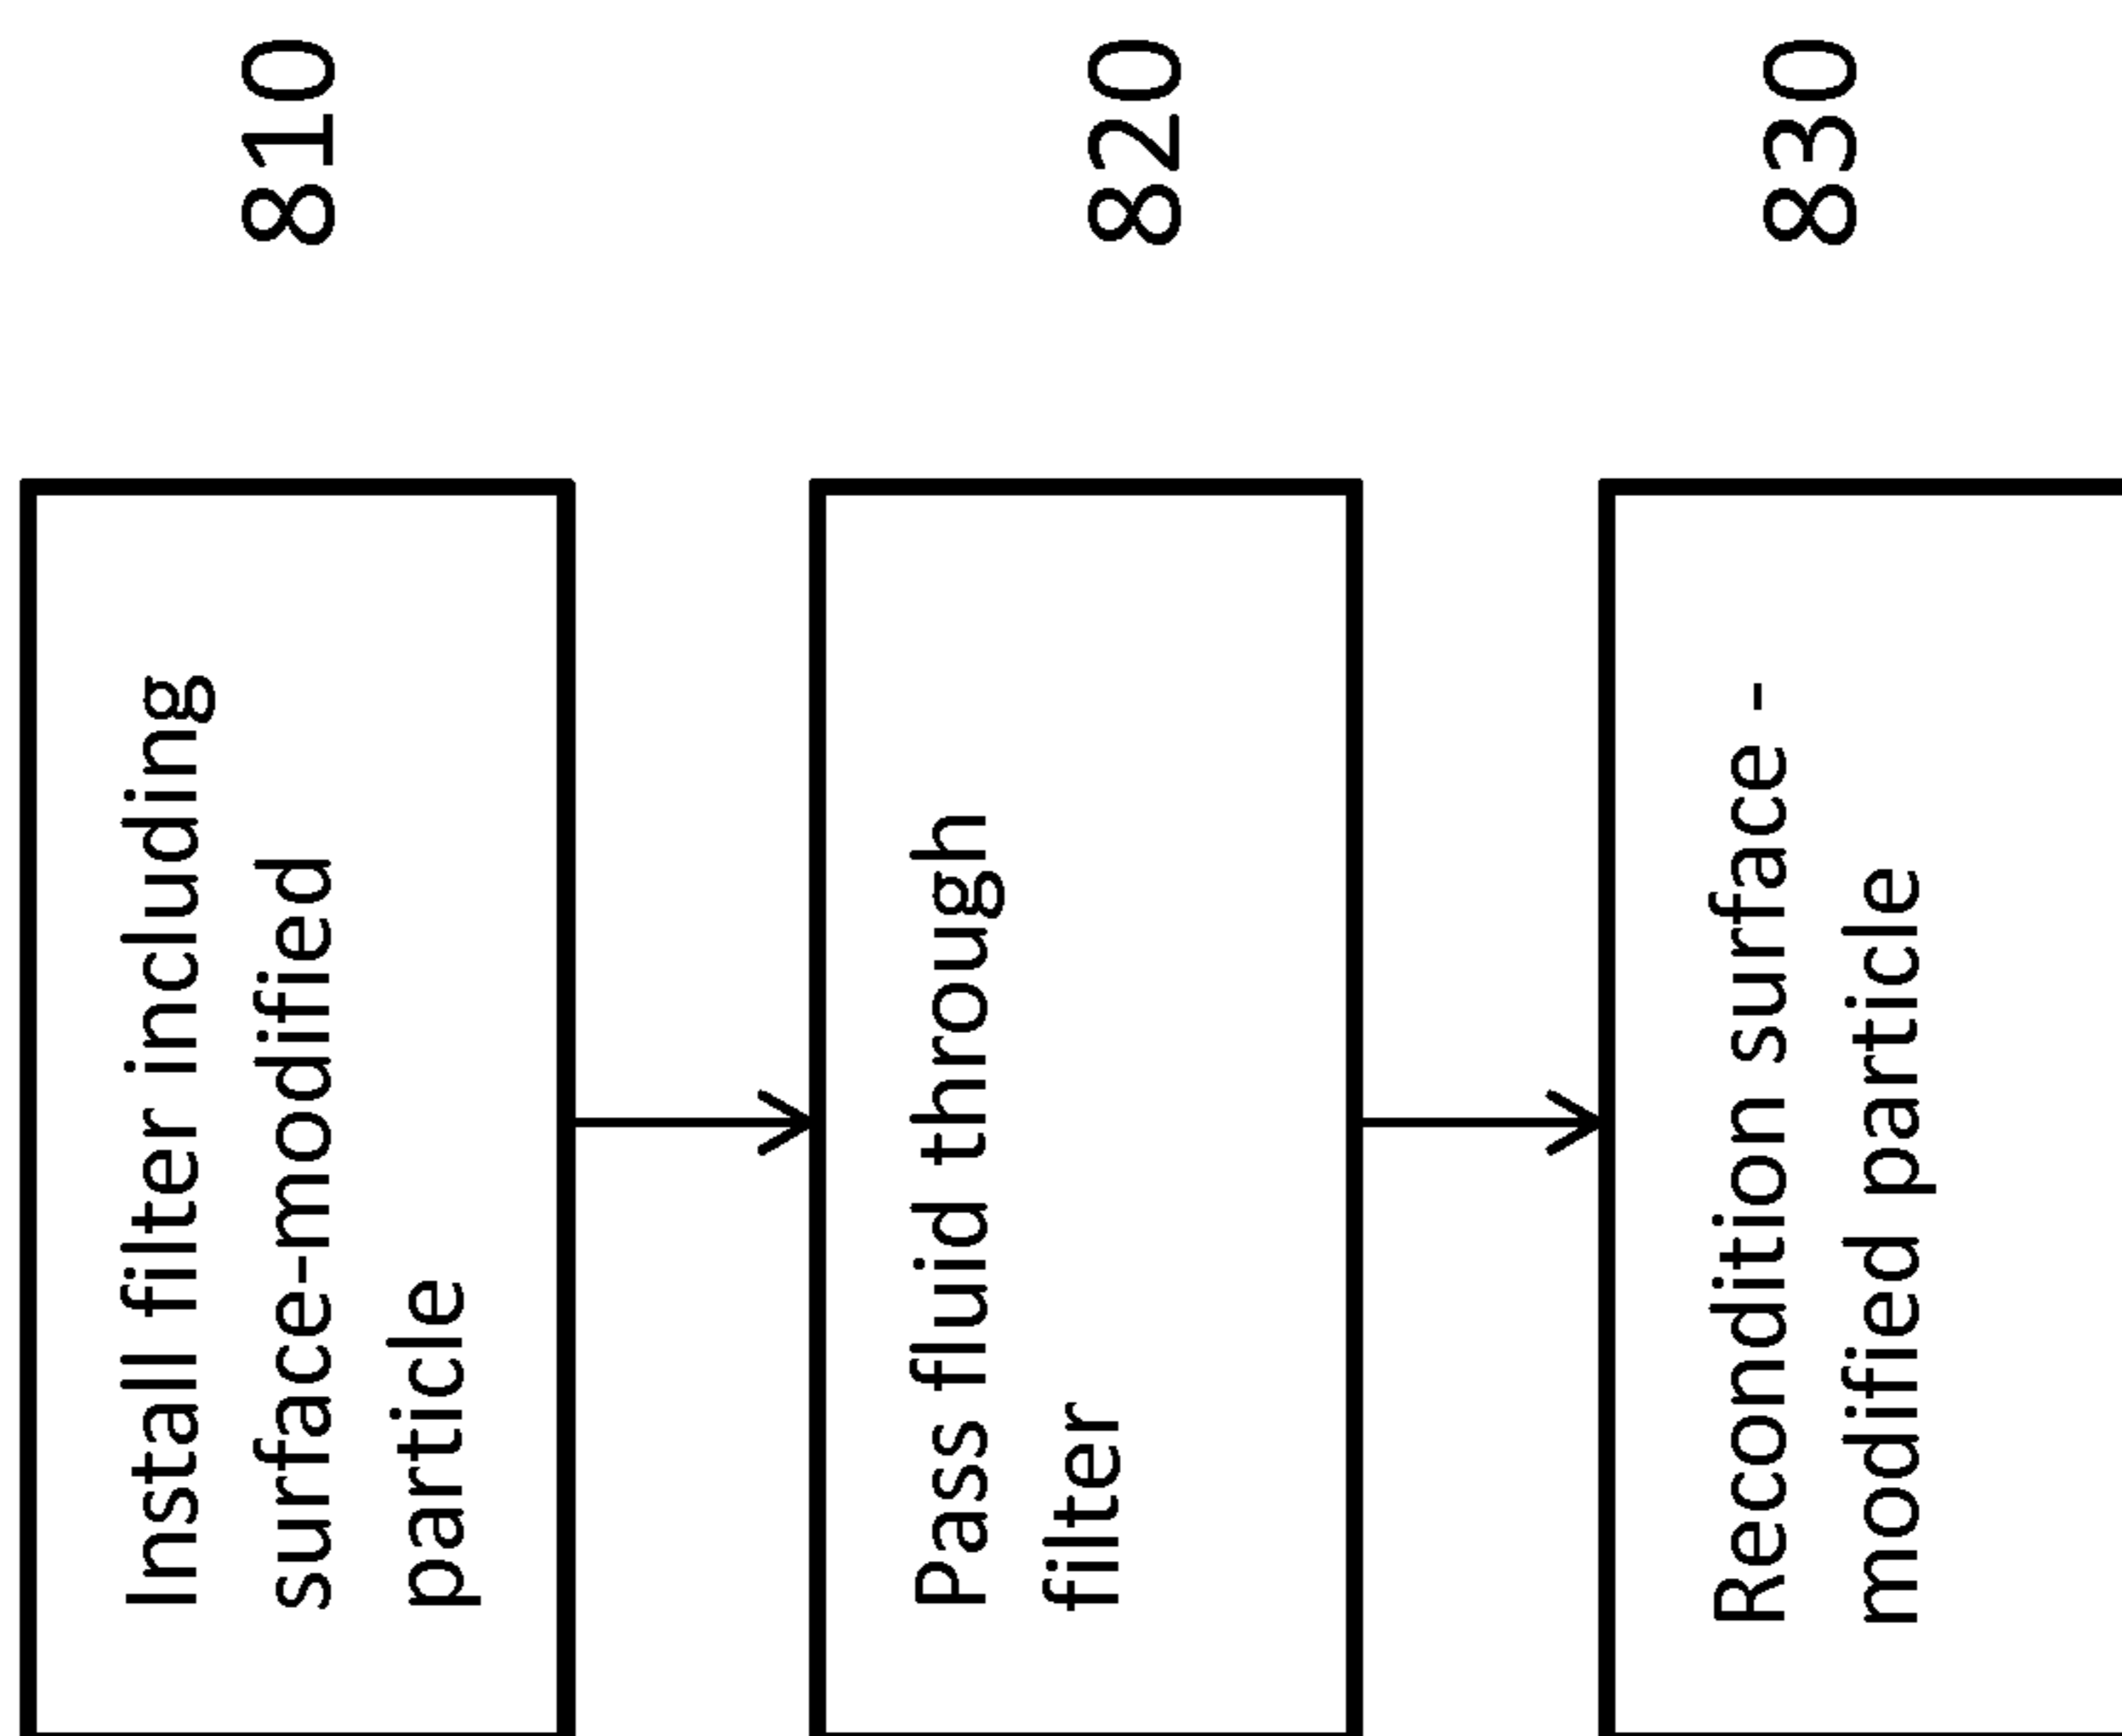 Install filter including
surface-modified
particle
810
Pass fluid through
filter
820
Recondition surface -
modified particle
830